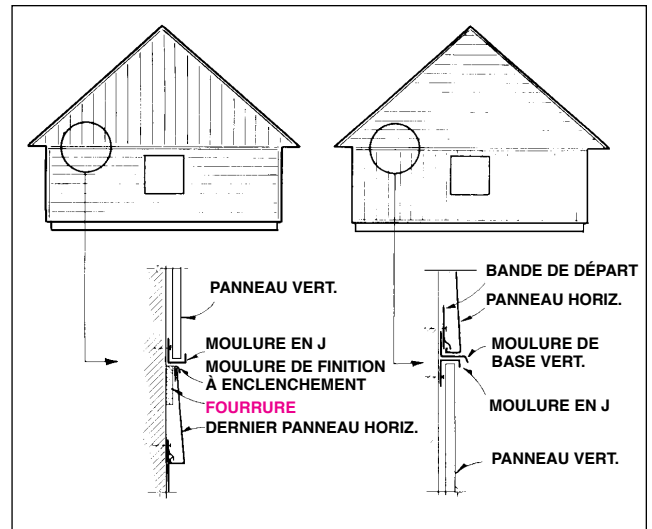 PANNEAU VERT.
MOULURE EN J
MOULURE DE FINITION
À ENCLENCHEMENT
FOURRURE
DERNIER PANNEAU HORIZ.
BANDE DE DÉPART
PANNEAU HORIZ.
MOULURE DE
BASE VERT.
MOULURE EN J
PANNEAU VERT.